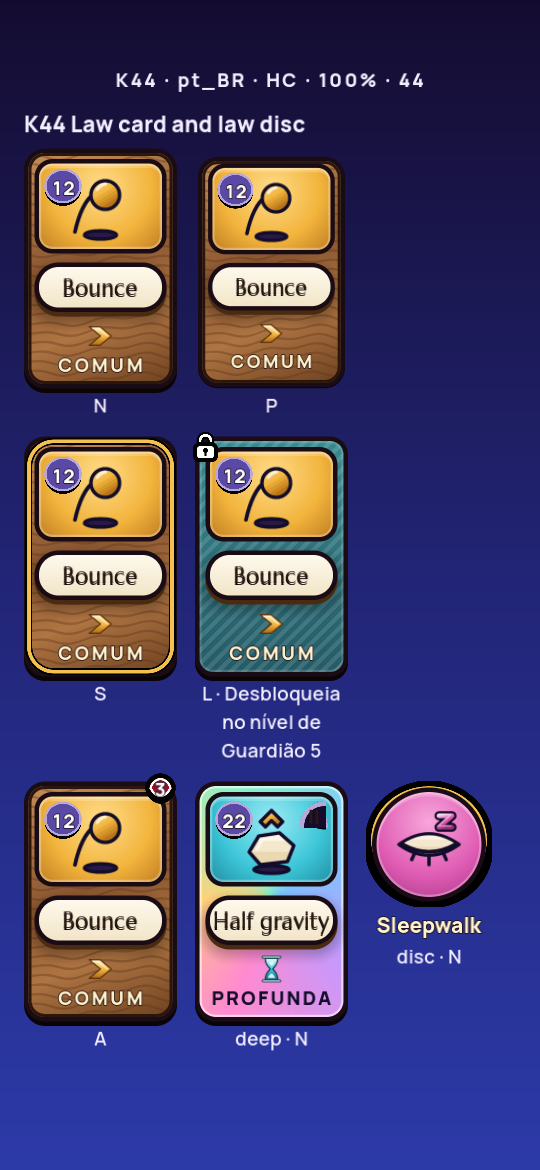 K44 · pt_BR · HC · 100% · 44
K44 Law card and law disc
12
Bounce
COMUM
N
12
Bounce
COMUM
P
12
Bounce
COMUM
S
12
Bounce
COMUM
L · Desbloqueia
no nível de
Guardião 5
3
12
Bounce
COMUM
A
22
Half gravity
PROFUNDA
deep · N
Z
Sleepwalk
disc · N